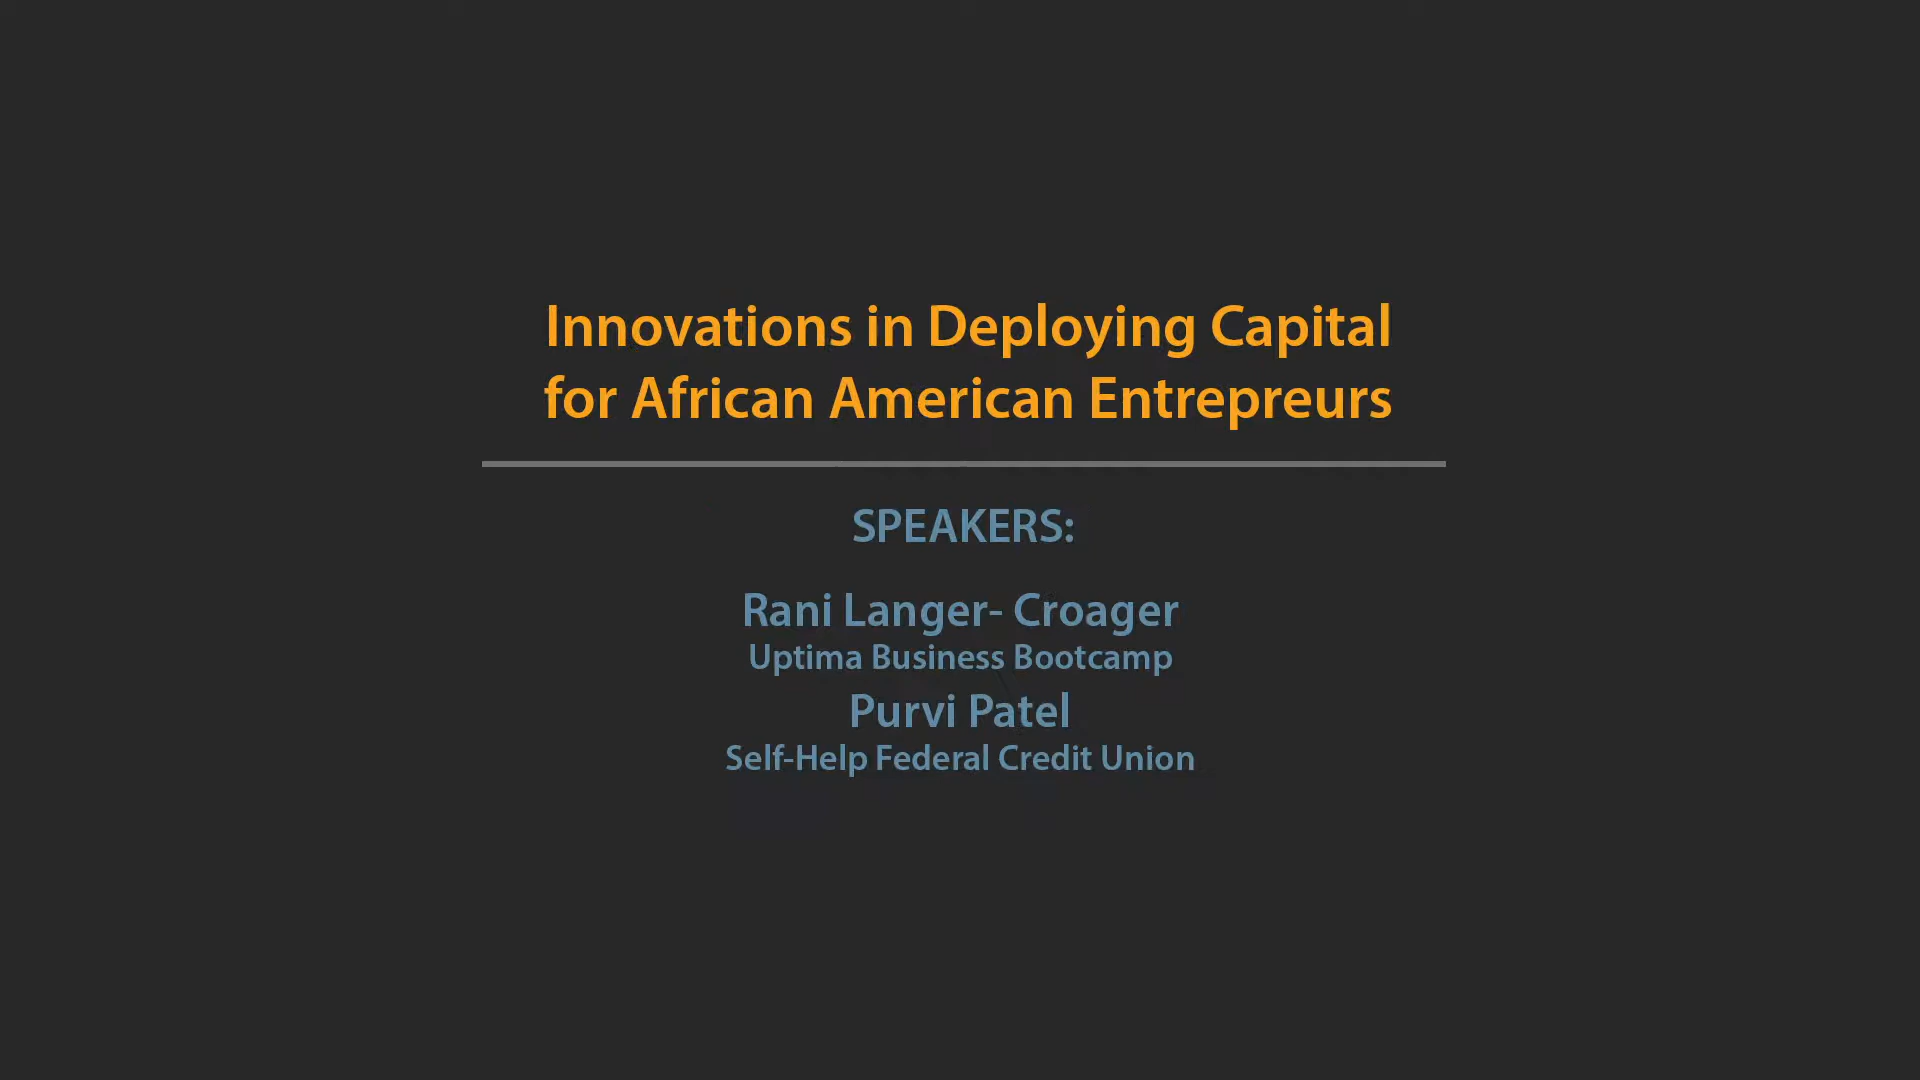 Innovations in Deploying Capital
for African American Entrepreurs
SPEAKERS:
Rani Langer- Croager
Uptima Business Bootcamp
Purvi Patel
Self-Help Federal Credit Union